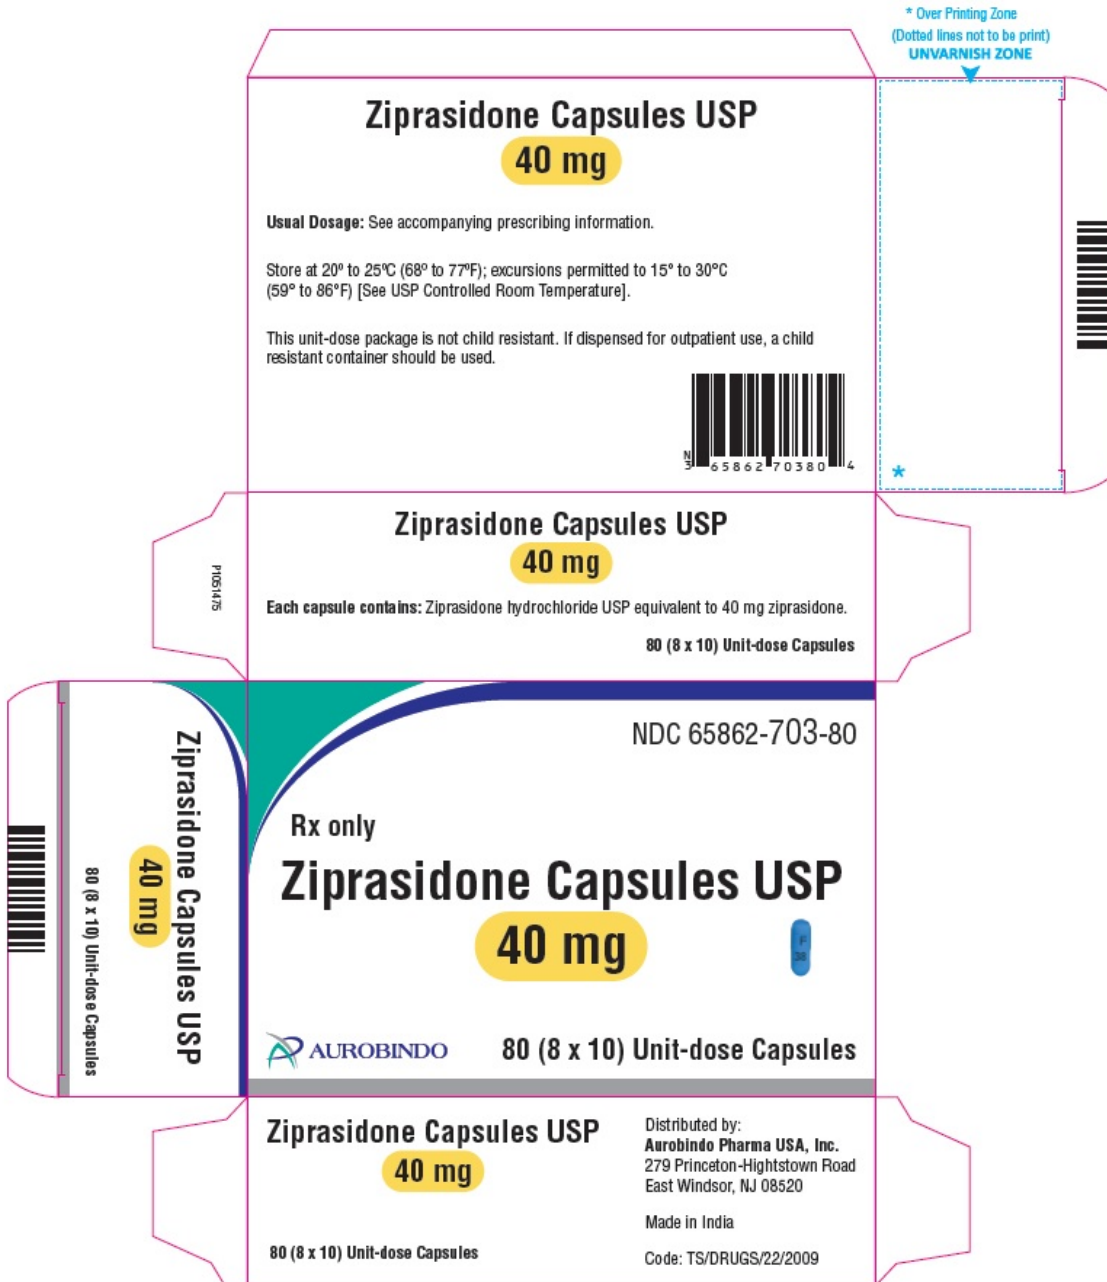 * Over Printing Zone
(Dotted lines not to be print)
UNVARNISH ZONE
Ziprasidone Capsules USP
40 mg
Usual Dosage: See accompanying prescribing information.
Store at 20º to 25ºC (68º to 77ºF); excursions permitted to 15° to 30°C
(59° to 86°F) [See USP Controlled Room Temperature].
This unit-dose package is not child resistant. If dispensed for outpatient use, a child
resistant container should be used.
N
3 65862 70380 4
*
Ziprasidone Capsules USP
40 mg
P1051475
Each capsule contains: Ziprasidone hydrochloride USP equivalent to 40 mg ziprasidone.
80 (8 x 10) Unit-dose Capsules
Ziprasidone Capsules USP
40 mg
80 (8 x 10) Unit-dose Capsules
NDC 65862-703-80
Rx only
Ziprasidone Capsules USP
40 mg
38
AUROBINDO
80 (8 x 10) Unit-dose Capsules
Ziprasidone Capsules USP
40 mg
80 (8 x 10) Unit-dose Capsules
Distributed by:
Aurobindo Pharma USA, Inc.
279 Princeton-Hightstown Road
East Windsor, NJ 08520
Made in India
Code: TS/DRUGS/22/2009